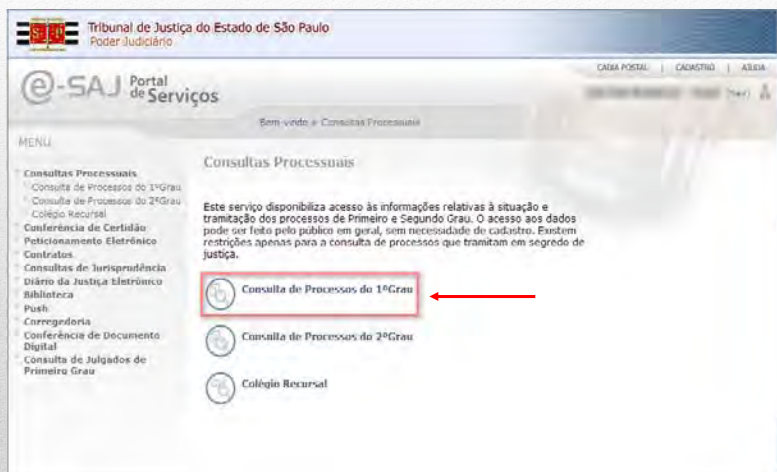 Tribunal de Justiça do Estado de São Paulo
Poder Judiciário
CAIXA POSTAL | CADASTRO | AJUDA
e-SAJ Portal de Serviços
(Sair)
Bem-vindo > Consultas Processuais
MENU
Consultas Processuais
Consulta de Processos do 1ºGrau
Consulta de Processos do 2ºGrau
Colégio Recursal
Conferência de Certidão
Peticionamento Eletrônico
Contratos
Consultas de Jurisprudência
Diário da Justiça Eletrônico
Biblioteca
Push
Corregedoria
Conferência de Documento
Digital
Consulta de Julgados de
Primeiro Grau
Consultas Processuais
Este serviço disponibiliza acesso às informações relativas à situação e
tramitação dos processos de Primeiro e Segundo Grau. O acesso aos dados
pode ser feito pelo público em geral, sem necessidade de cadastro. Existem
restrições apenas para a consulta de processos que tramitam em segredo de
justiça.
Consulta de Processos do 1ºGrau
Consulta de Processos do 2ºGrau
Colégio Recursal